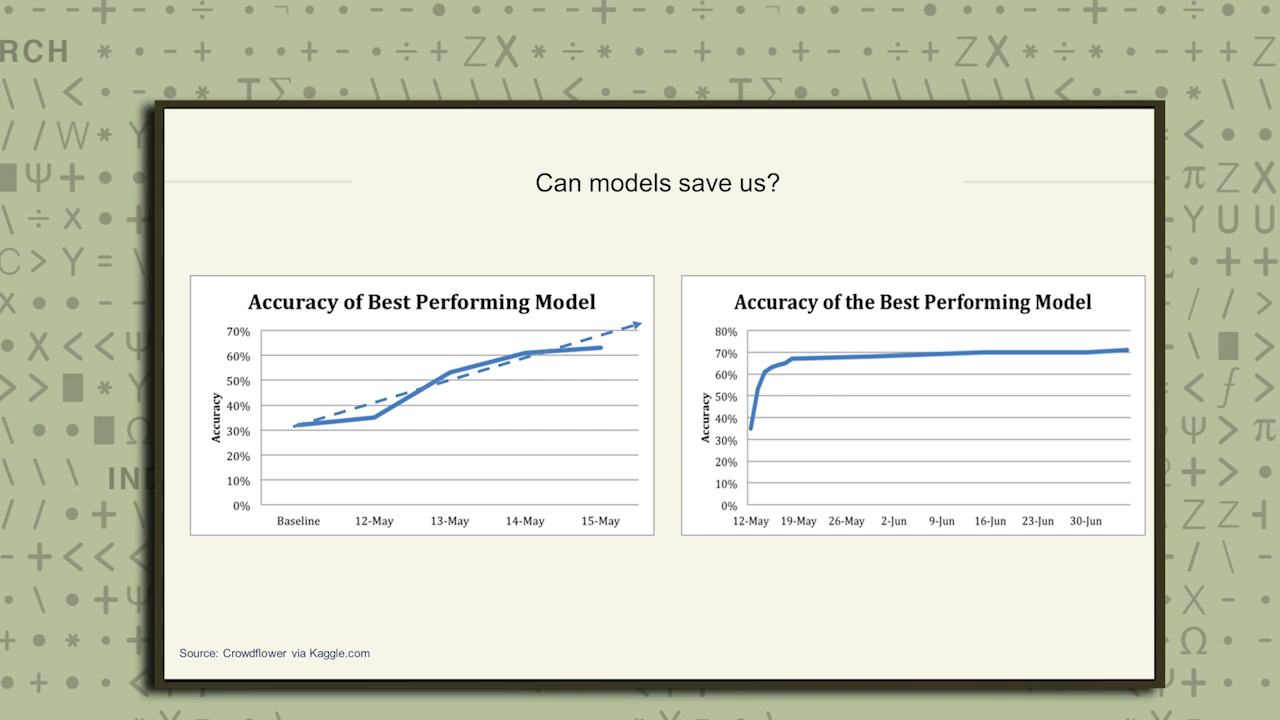 RCH
Can models save us?
Accuracy of Best Performing Model
70%
60%
50%
40%
30%
20%
10%
0%
Accuracy
Baseline 12-May 13-May 14-May 15-May
Accuracy of the Best Performing Model
80%
70%
60%
50%
40%
30%
20%
10%
0%
Accuracy
12-May 19-May 26-May 2-Jun 9-Jun 16-Jun 23-Jun 30-Jun
Source: Crowdflower via Kaggle.com